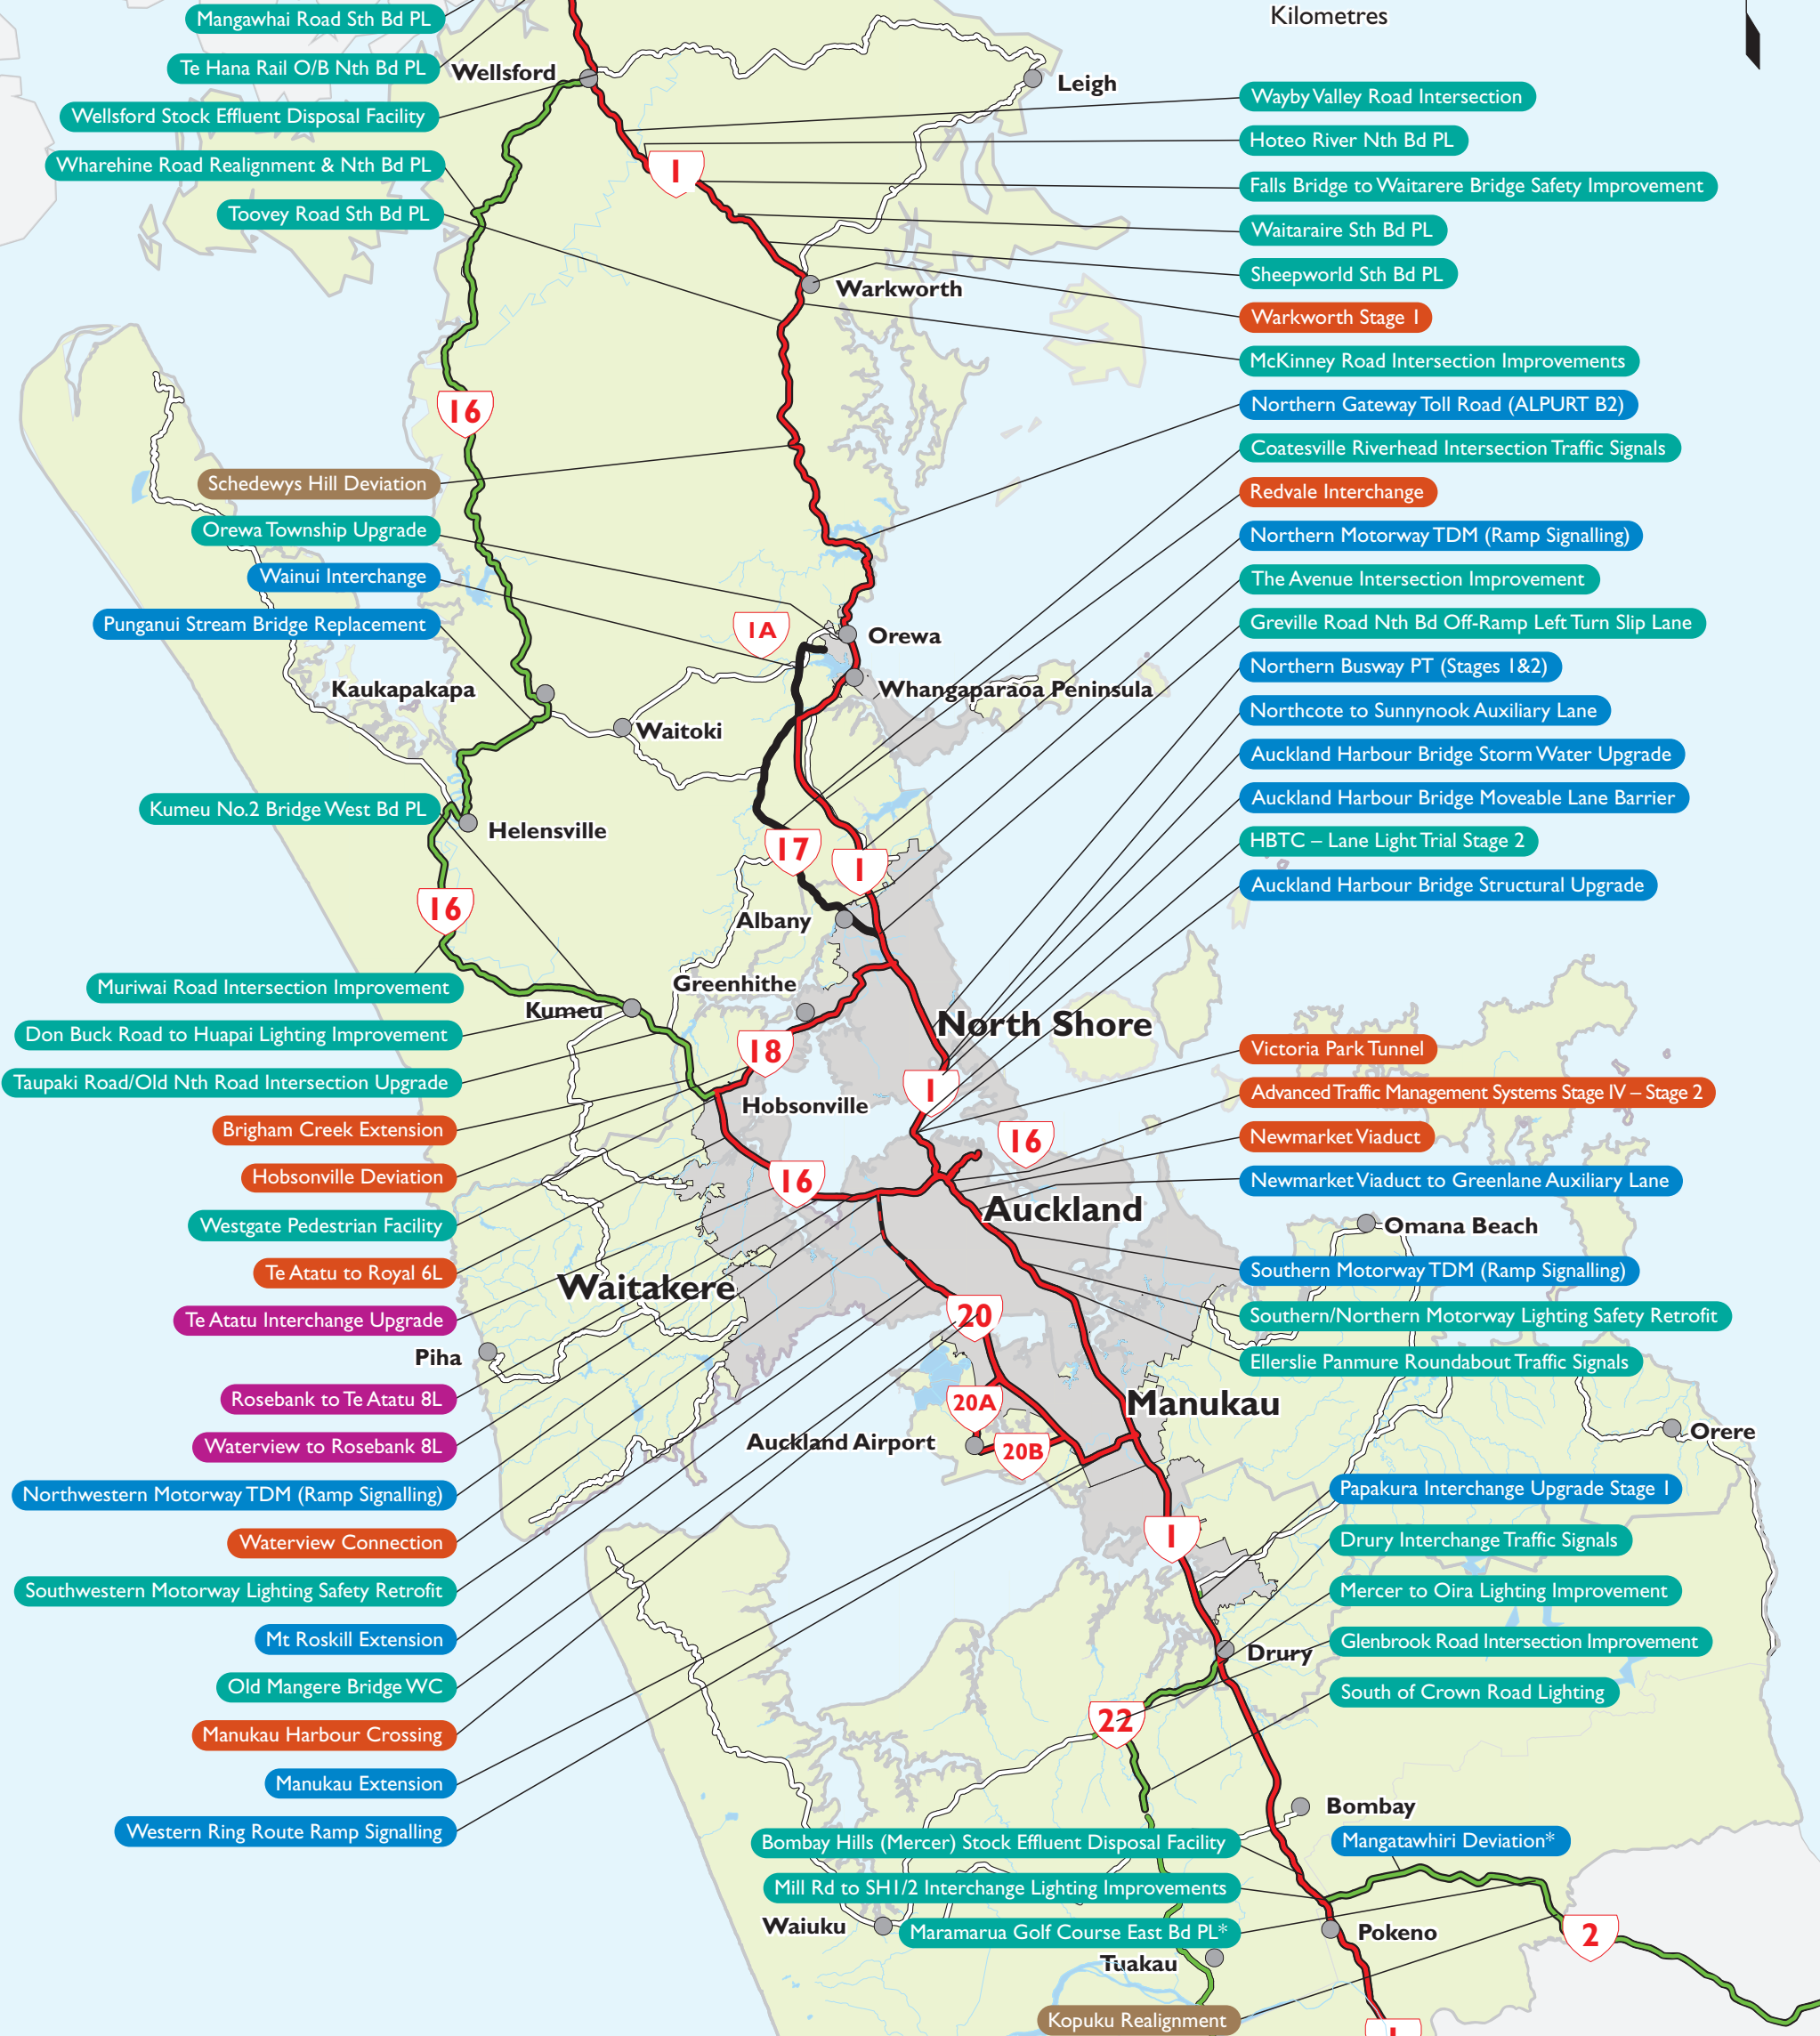 Kilometres
Mangawhai Road Sth Bd PL
Te Hana Rail O/B Nth Bd PL
Wellsford Stock Effluent Disposal Facility
Wharehine Road Realignment & Nth Bd PL
Toovey Road Sth Bd PL
Schedewys Hill Deviation
Orewa Township Upgrade
Wainui Interchange
Punganui Stream Bridge Replacement
Kumeu No.2 Bridge West Bd PL
Muriwai Road Intersection Improvement
Don Buck Road to Huapai Lighting Improvement
Taupaki Road/Old Nth Road Intersection Upgrade
Brigham Creek Extension
Hobsonville Deviation
Westgate Pedestrian Facility
Te Atatu to Royal 6L
Te Atatu Interchange Upgrade
Rosebank to Te Atatu 8L
Waterview to Rosebank 8L
Northwestern Motorway TDM (Ramp Signalling)
Waterview Connection
Southwestern Motorway Lighting Safety Retrofit
Mt Roskill Extension
Old Mangere Bridge WC
Manukau Harbour Crossing
Manukau Extension
Western Ring Route Ramp Signalling
Wellsford
Leigh
1
Warkworth
16
1A
Orewa
Whangaparaoa Peninsula
Kaukapakapa
Waitoki
Helensville
17
1
16
Albany
Greenhithe
Kumeu
North Shore
18
1
Hobsonville
16
16
Auckland
Omana Beach
Waitakere
20
Piha
20A
Manukau
Auckland Airport
20B
Orere
1
Drury
22
Bombay
Waiuku
Pokeno
2
Tuakau
1
Wayby Valley Road Intersection
Hoteo River Nth Bd PL
Falls Bridge to Waitarere Bridge Safety Improvement
Waitaraire Sth Bd PL
Sheepworld Sth Bd PL
Warkworth Stage 1
McKinney Road Intersection Improvements
Northern Gateway Toll Road (ALPURT B2)
Coatesville Riverhead Intersection Traffic Signals
Redvale Interchange
Northern Motorway TDM (Ramp Signalling)
The Avenue Intersection Improvement
Greville Road Nth Bd Off-Ramp Left Turn Slip Lane
Northern Busway PT (Stages 1&2)
Northcote to Sunnynook Auxiliary Lane
Auckland Harbour Bridge Storm Water Upgrade
Auckland Harbour Bridge Moveable Lane Barrier
HBTC – Lane Light Trial Stage 2
Auckland Harbour Bridge Structural Upgrade
Victoria Park Tunnel
Advanced Traffic Management Systems Stage IV – Stage 2
Newmarket Viaduct
Newmarket Viaduct to Greenlane Auxiliary Lane
Southern Motorway TDM (Ramp Signalling)
Southern/Northern Motorway Lighting Safety Retrofit
Ellerslie Panmure Roundabout Traffic Signals
Papakura Interchange Upgrade Stage 1
Drury Interchange Traffic Signals
Mercer to Oira Lighting Improvement
Glenbrook Road Intersection Improvement
South of Crown Road Lighting
Mangatawhiri Deviation*
Bombay Hills (Mercer) Stock Effluent Disposal Facility
Mill Rd to SH1/2 Interchange Lighting Improvements
Maramarua Golf Course East Bd PL*
Kopuku Realignment